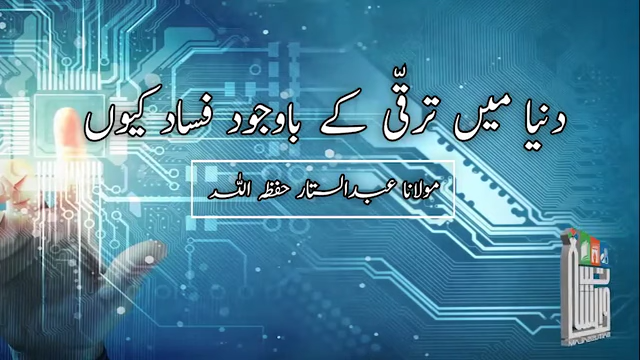 دنیا میں ترقّی کے باوجود فساد کیوں
مولانا عبدالستار حفظہ اللہ